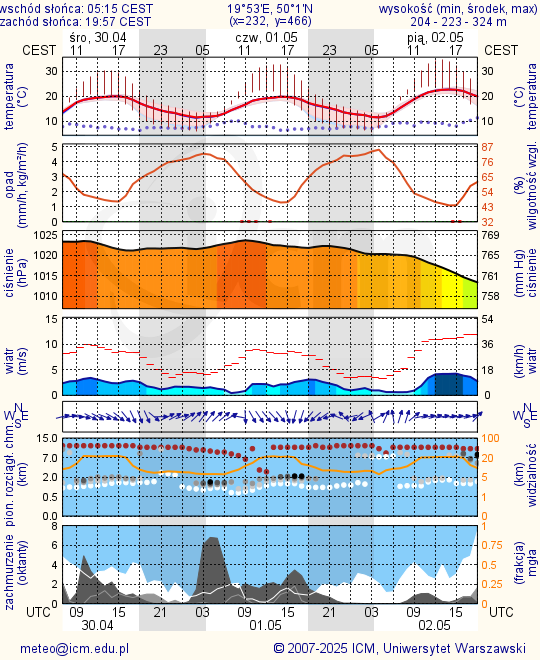 wschód słońca: 05:15 CEST 19°53'E, 50°1'N wysokość (min, środek, max)
zachód słońca: 19:57 CEST (x=232, y=466) 204 - 223 - 324 m
śro, 30.04 czw, 01.05 pią, 02.05
CEST 11 17 23 05 11 17 23 05 11 17 CEST
temperatura
(°C)
30
20
10
30
20
10
(°C)
temperatura
opad
(mm/h, kg/m²/h)
5
4
3
2
1
0
87
76
65
54
43
32
(%)
wilgotność wzgl.
ciśnienie
(hPa)
1025
1020
1015
1010
769
765
761
758
(mm Hg)
ciśnienie
wiatr
(m/s)
15
10
5
0
54
36
18
0
(km/h)
wiatr
N
W E
S
N
W E
S
pion. rozciągł. chm.
(km)
15.0
7.0
2.0
0.5
0.0
100
20
5
1
0
(km)
widzialność
zachmurzenie
(oktanty)
8
6
4
2
0
1
0.75
0.5
0.25
0
(frakcja)
mgła
UTC 09 15 21 03 09 15 21 03 09 15 UTC
30.04 01.05 02.05
meteo@icm.edu.pl © 2007-2025 ICM, Uniwersytet Warszawski